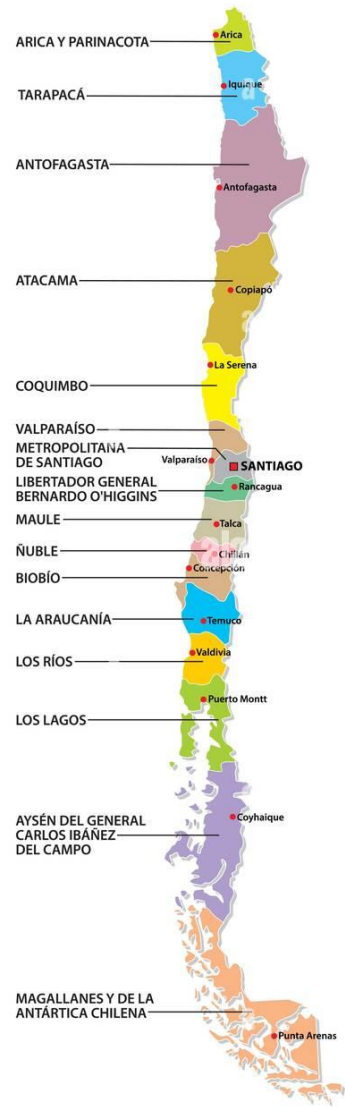 Arica
ARICA Y PARINACOTA
Iquique
TARAPACÁ
ANTOFAGASTA
Antofagasta
ATACAMA
Copiapó
La Serena
COQUIMBO
VALPARAÍSO
METROPOLITANA
DE SANTIAGO
Valparaíso
SANTIAGO
LIBERTADOR GENERAL
BERNARDO O'HIGGINS
Rancagua
MAULE
Talca
ÑUBLE
Chillán
Concepción
BIOBÍO
LA ARAUCANÍA
Temuco
Valdivia
LOS RÍOS
Puerto Montt
LOS LAGOS
Coyhaique
AYSÉN DEL GENERAL
CARLOS IBÁÑEZ
DEL CAMPO
MAGALLANES Y DE LA
ANTÁRTICA CHILENA
Punta Arenas